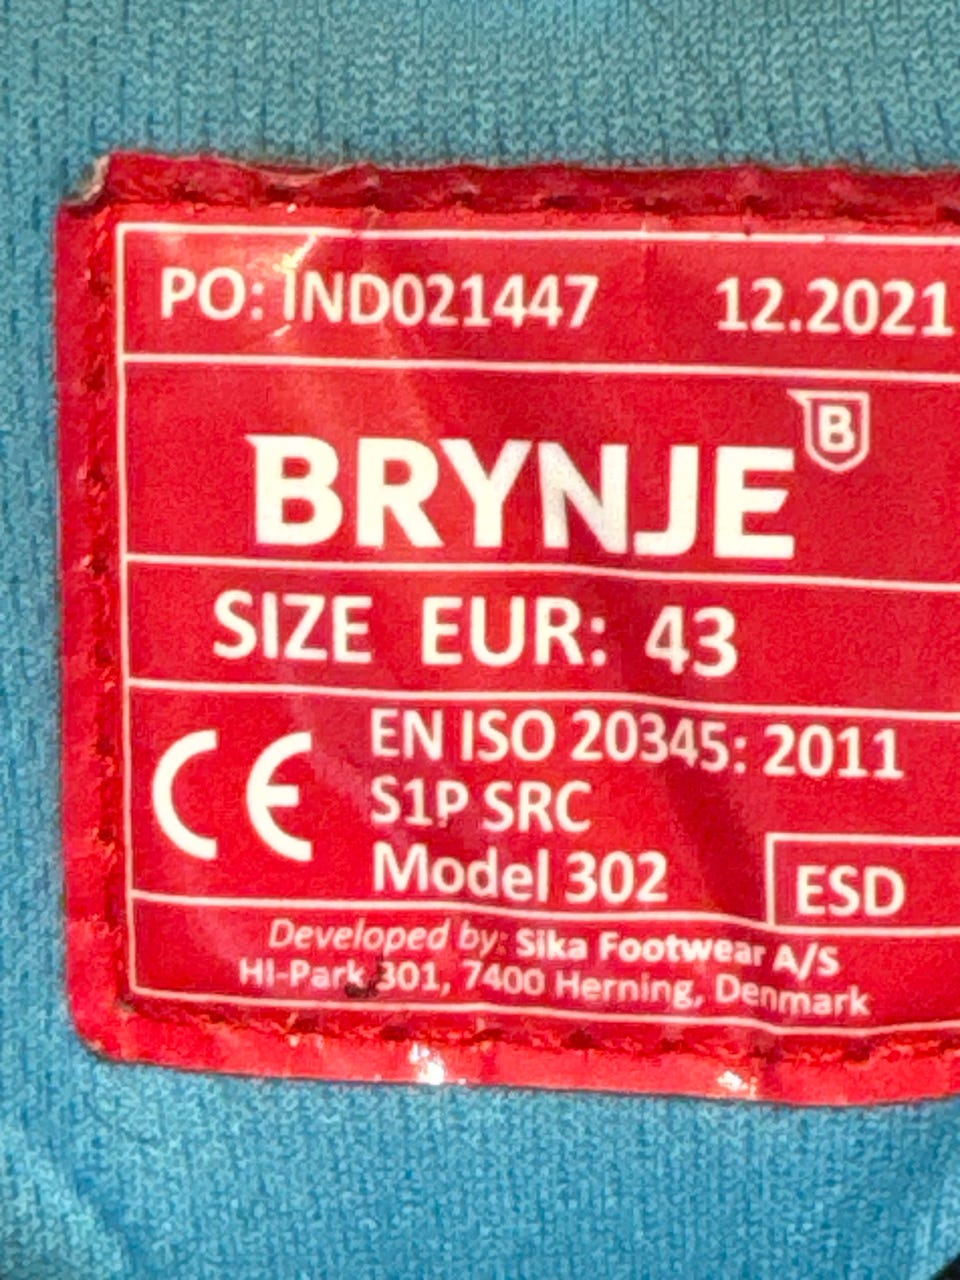 PO: IND021447 12.2021
B
BRYNJE
SIZE EUR: 43
CE EN ISO 20345: 2011
S1P SRC
Model 302
ESD
Developed by: Sika Footwear A/S
HI-Park 301, 7400 Herning, Denmark